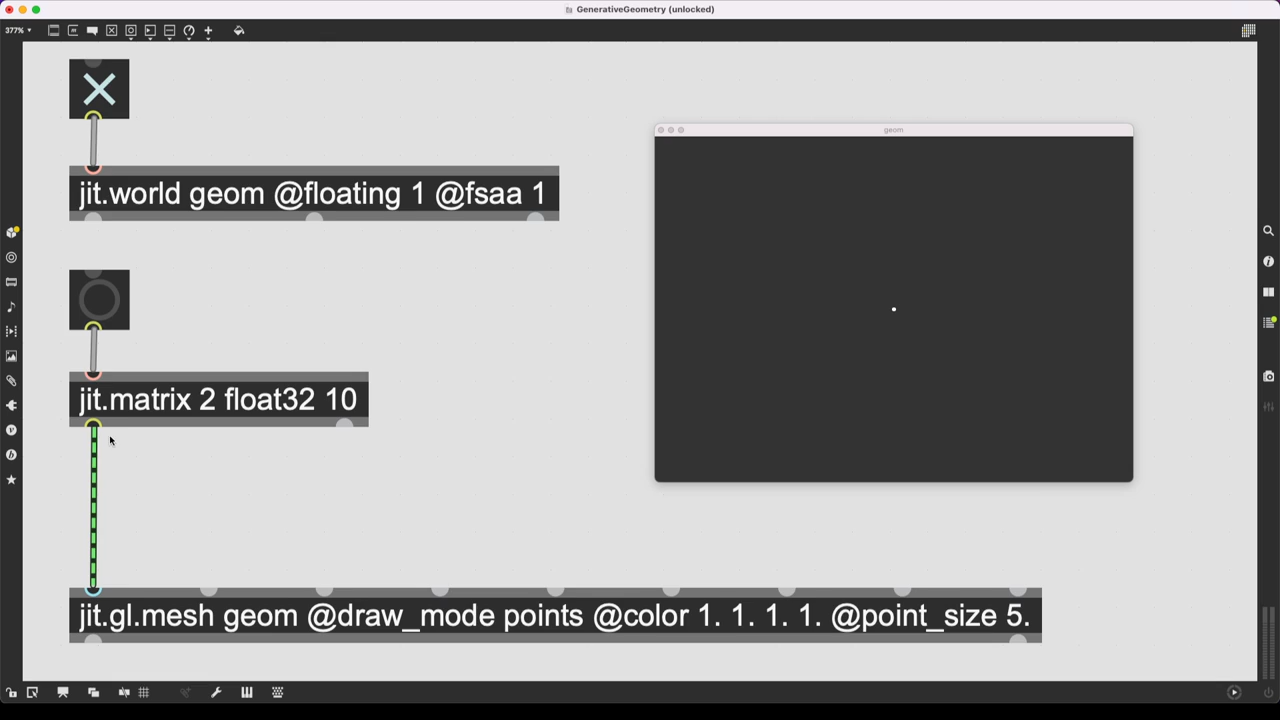 GenerativeGeometry (unlocked)
377%
jit.world geom @floating 1 @fsaa 1
geom
jit.matrix 2 float32 10
jit.gl.mesh geom @draw_mode points @color 1. 1. 1. 1. @point_size 5.